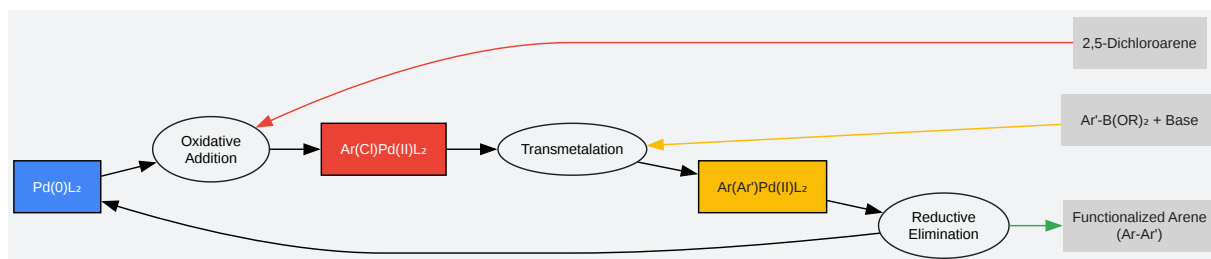 2,5-Dichloroarene
Ar'-B(OR)₂ + Base
Oxidative
Addition
Ar(Cl)Pd(II)L₂
Transmetalation
Pd(0)L₂
Ar(Ar')Pd(II)L₂
Reductive
Elimination
Functionalized Arene
(Ar-Ar')